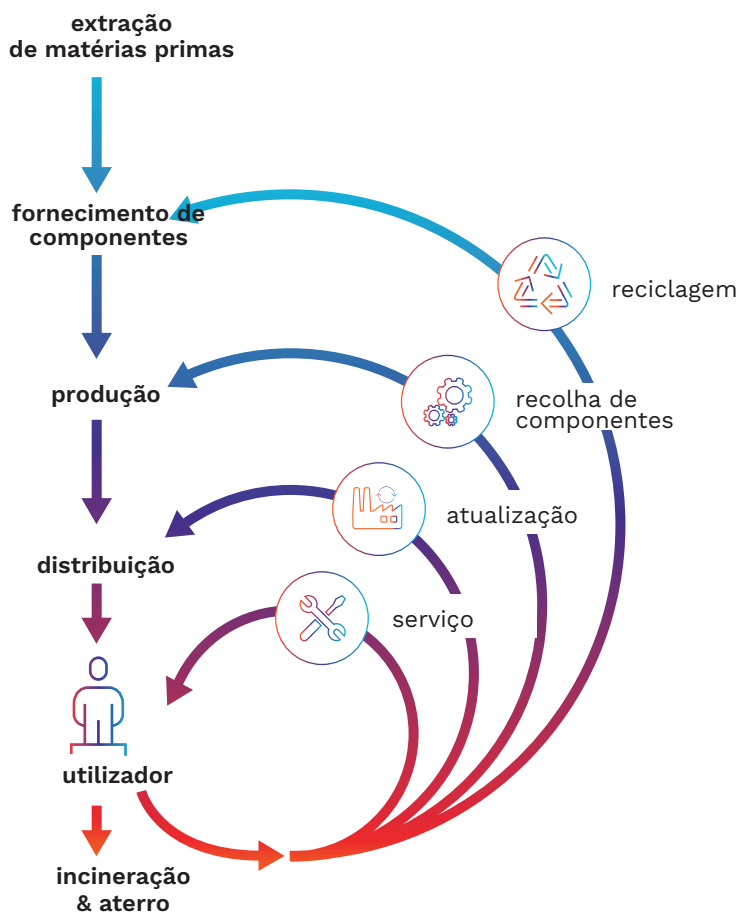 extração
de matérias primas
fornecimento de
componentes
reciclagem
produção
recolha de
componentes
atualização
distribuição
serviço
utilizador
incineração
& aterro